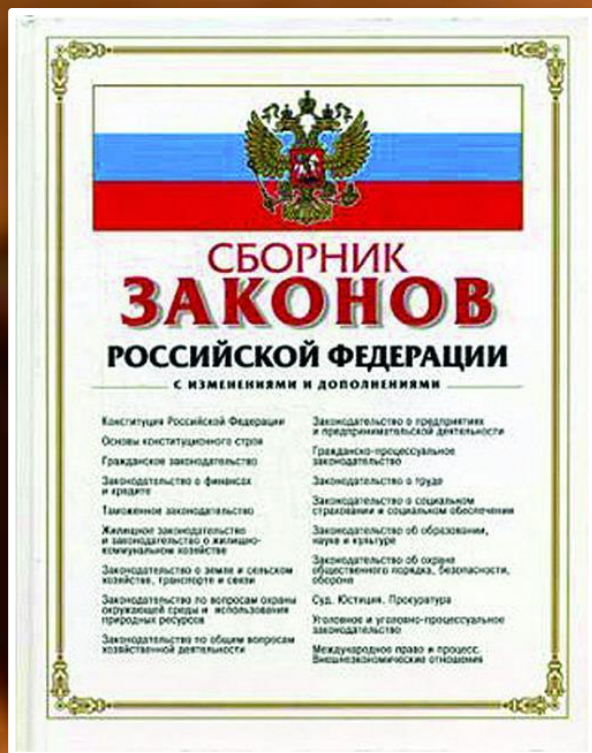 СБОРНИК
ЗАКОНОВ
РОССИЙСКОЙ ФЕДЕРАЦИИ
С ИЗМЕНЕНИЯМИ И ДОПОЛНЕНИЯМИ
Конституция Российской Федерации
Основы конституционного строя
Гражданское законодательство
Законодательство о финансах
и кредите
Таможенное законодательство
Жилищное законодательство
и законодательство о жилищно-
коммунальном хозяйстве
Законодательство о земле и сельском
хозяйстве, транспорте и связи
Законодательство по вопросам охраны
окружающей среды и использования
природных ресурсов
Законодательство по общим вопросам
хозяйственной деятельности
Законодательство о предприятиях
и предпринимательской деятельности
Гражданско-процессуальное
законодательство
Законодательство о труде
Законодательство о социальном
страховании и социальном обеспечении
Законодательство об образовании,
науке и культуре
Законодательство об охране
общественного порядка, безопасности,
обороне
Суд. Юстиция. Прокуратура
Уголовное и уголовно-процессуальное
законодательство
Международное право и процесс.
Внешнеэкономические отношения